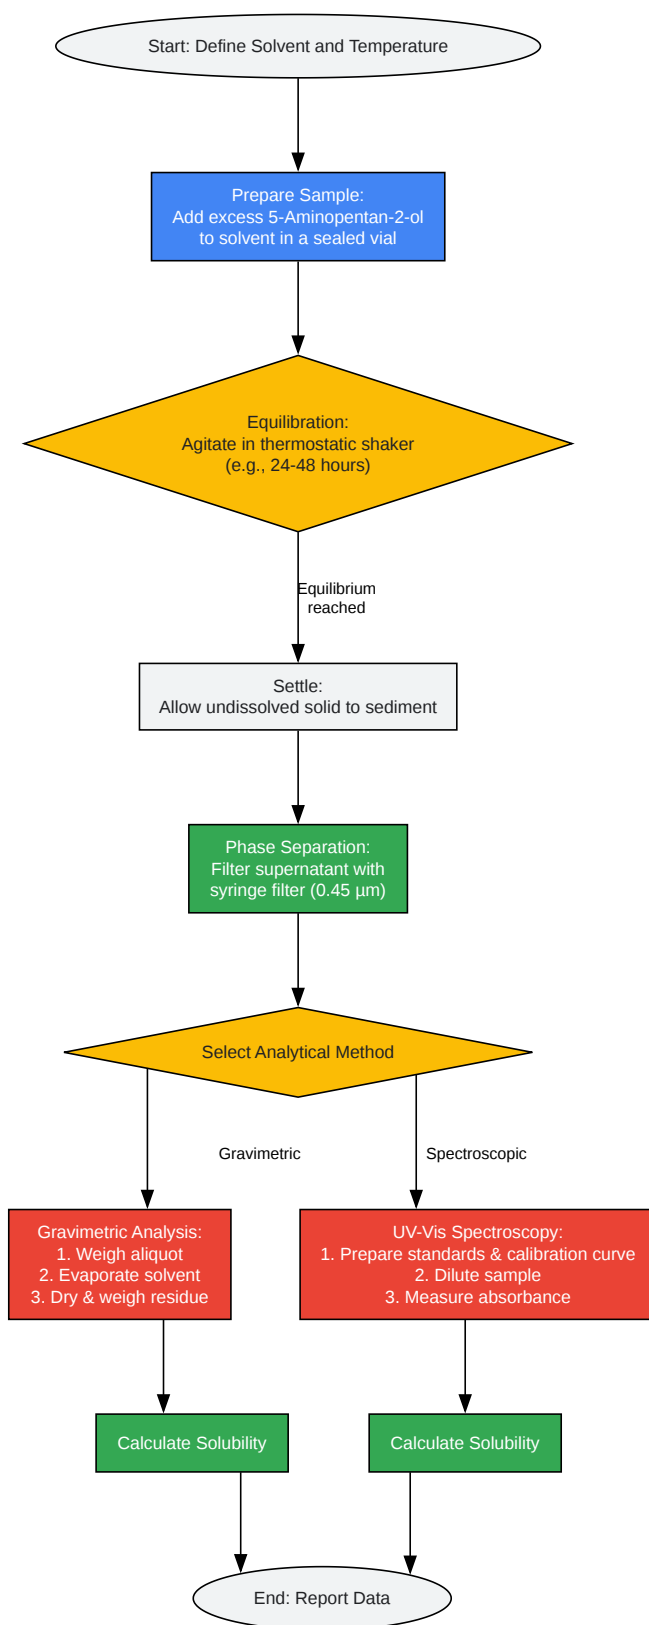 Start: Define Solvent and Temperature
Prepare Sample:
Add excess 5-Aminopentan-2-ol
to solvent in a sealed vial
Equilibration:
Agitate in thermostatic shaker
(e.g., 24-48 hours)
Equilibrium
reached
Settle:
Allow undissolved solid to sediment
Phase Separation:
Filter supernatant with
syringe filter (0.45 µm)
Select Analytical Method
Gravimetric
Spectroscopic
Gravimetric Analysis:
1. Weigh aliquot
2. Evaporate solvent
3. Dry & weigh residue
UV-Vis Spectroscopy:
1. Prepare standards & calibration curve
2. Dilute sample
3. Measure absorbance
Calculate Solubility
Calculate Solubility
End: Report Data